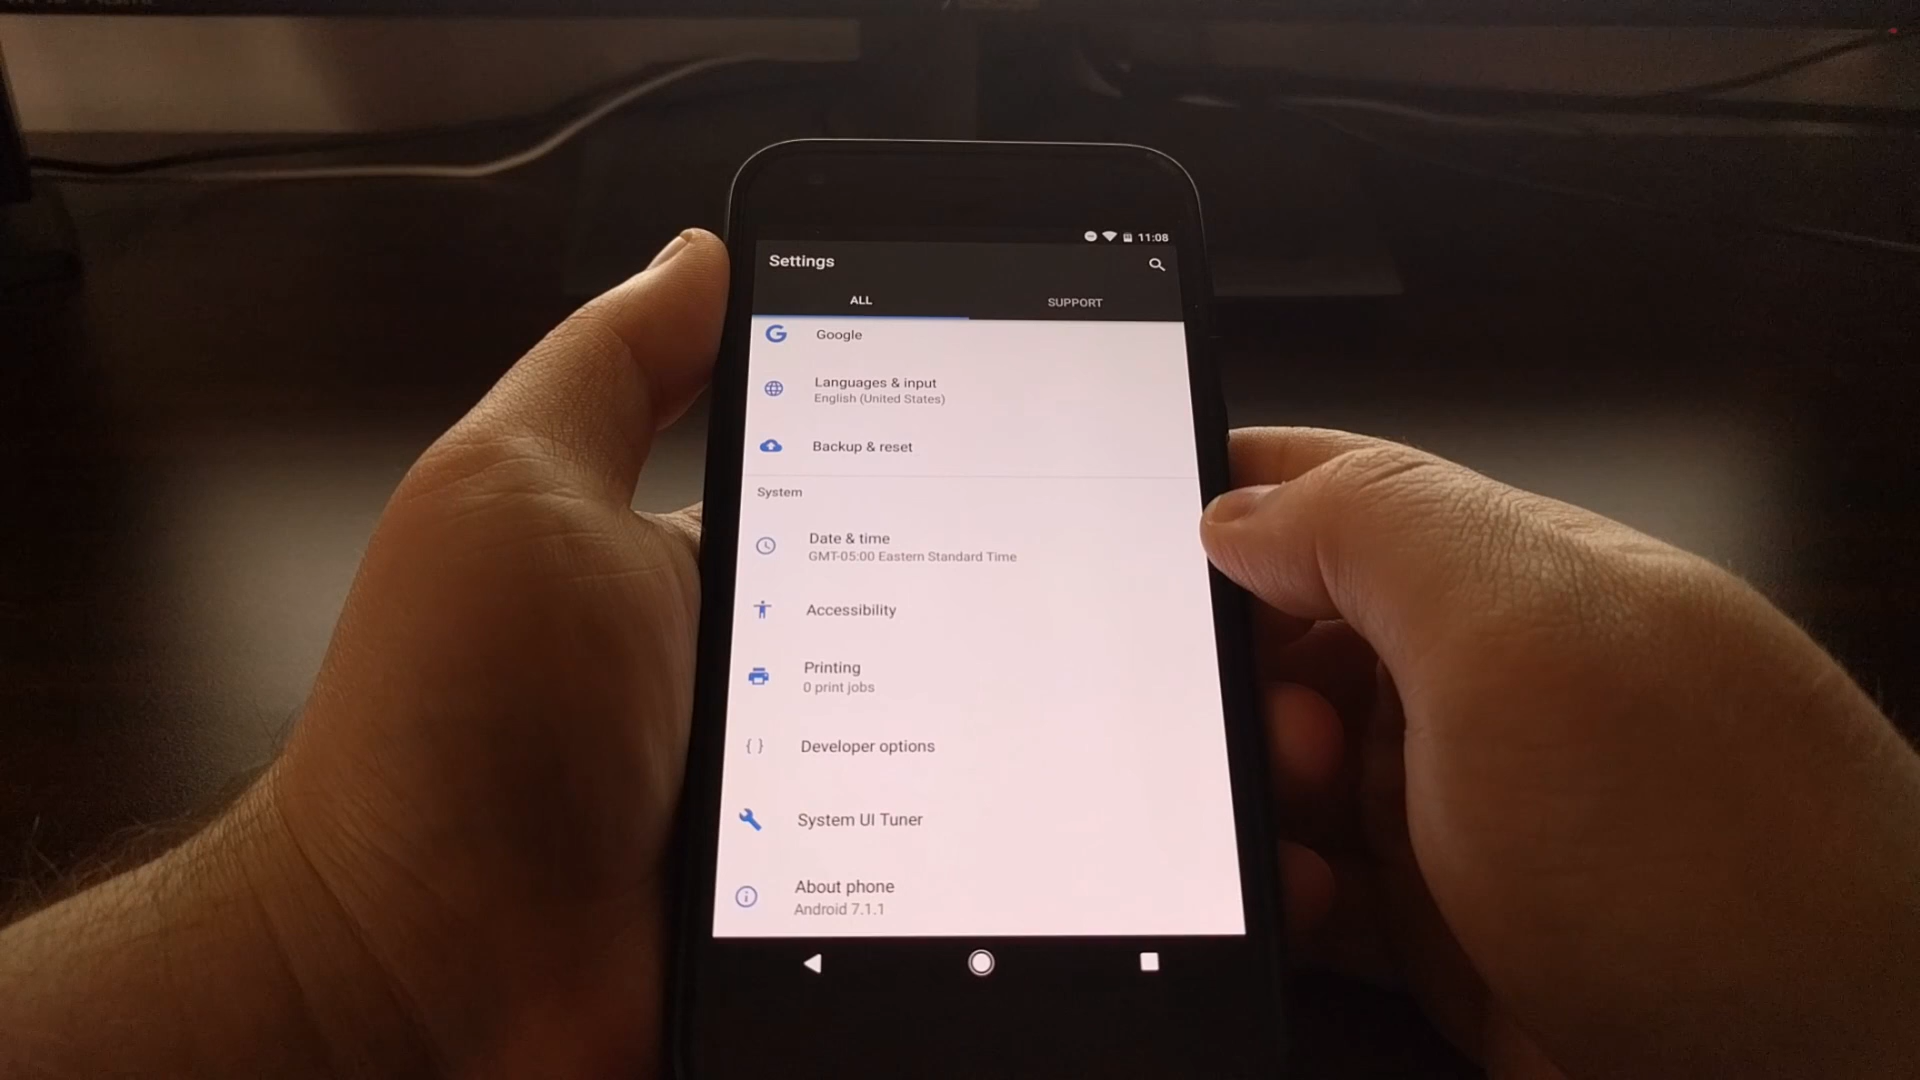 11:08
Settings
ALL
SUPPORT
Google
Languages & input
English (United States)
Backup & reset
System
Date & time
GMT-05:00 Eastern Standard Time
Accessibility
Printing
0 print jobs
{ } Developer options
System UI Tuner
About phone
Android 7.1.1